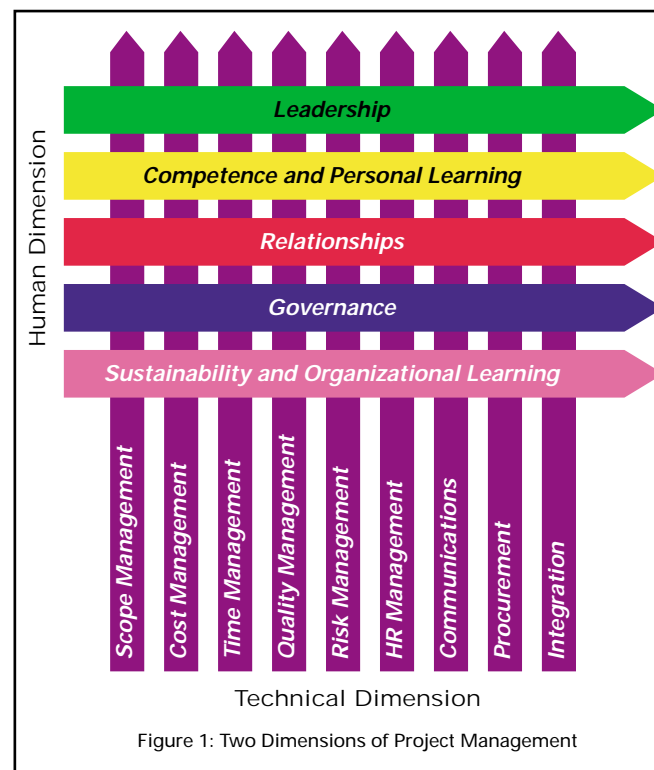 Human Dimension
Leadership
Competence and Personal Learning
Relationships
Governance
Sustainability and Organizational Learning
Scope Management
Cost Management
Time Management
Quality Management
Risk Management
HR Management
Communications
Procurement
Integration
Technical Dimension
Figure 1: Two Dimensions of Project Management